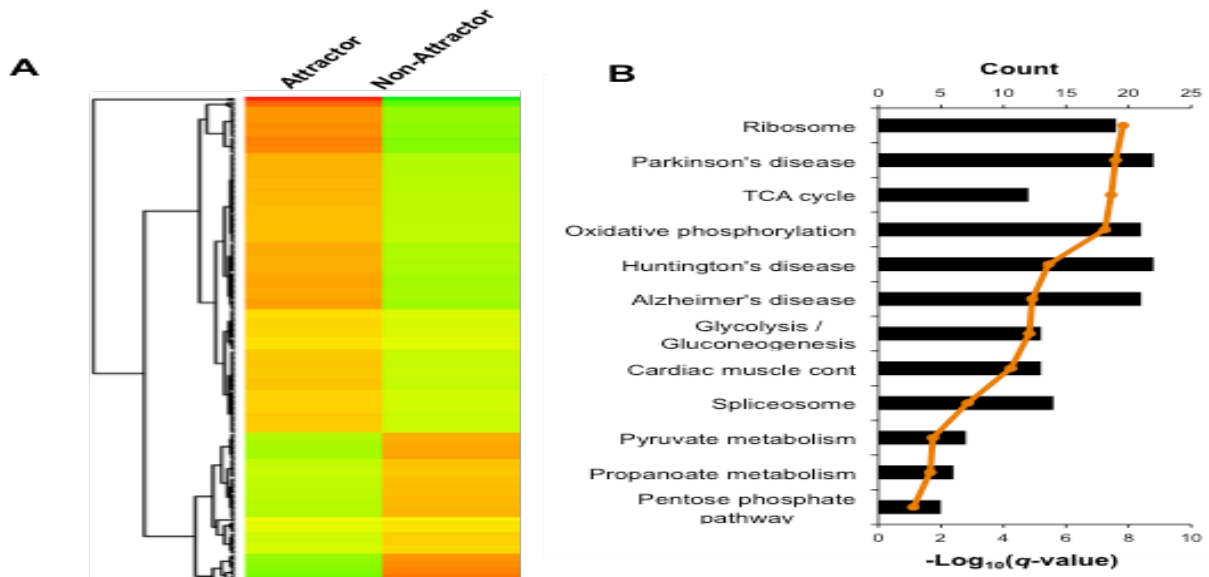 A
Attractor
Non-Attractor
B
Count
0 5 10 15 20 25
Ribosome
Parkinson's disease
TCA cycle
Oxidative phosphorylation
Huntington's disease
Alzheimer's disease
Glycolysis /
Gluconeogenesis
Cardiac muscle cont
Spliceosome
Pyruvate metabolism
Propanoate metabolism
Pentose phosphate
pathway
0 2 4 6 8 10
-Log₁₀(q-value)